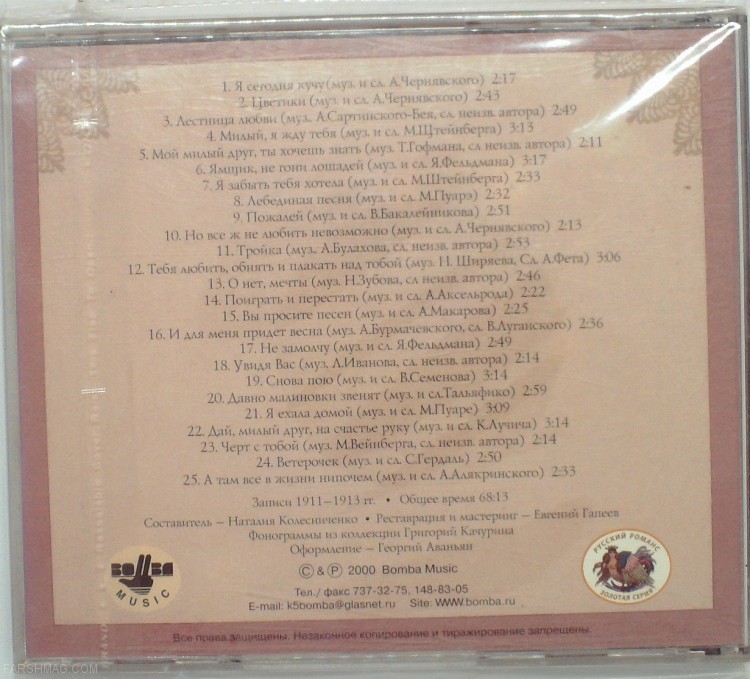 1. Я сегодня кучу (муз. и сл. А.Чернявского) 2:17
2. Цветики (муз. и сл. А.Чернявского) 2:43
3. Лестница любви (муз. А.Саргинского-Бея, сл. неизв. автора) 2:49
4. Милый, я жду тебя (муз. и сл. М.Штейнберга) 3:13
5. Мой милый друг, ты хочешь знать (муз. Т.Гофмана, сл неизв. автора) 2:11
6. Ямщик, не гони лошадей (муз. и сл. Я.Фельдмана) 3:17
7. Я забыть тебя хотела (муз. и сл. М.Штейнберга) 2:33
8. Лебединая песня (муз. и сл. М.Пуарэ) 2:32
9. Пожалей (муз. и сл. В.Бакалейникова) 2:51
10. Но все ж не любить невозможно (муз. и сл. А.Чернявского) 2:13
11. Тройка (муз. А.Булахова, сл. неизв. автора) 2:53
12. Тебя любить, обнять и плакать над тобой (муз. Н. Ширяева, Сл. А.Фета) 3:06
13. О нет, мечты (муз. Н.Зубова, сл неизв. автора) 2:46
14. Поиграть и перестать (муз. и сл. А.Аксельрода) 2:22
15. Вы просите песен (муз. и сл. А.Макарова) 2:25
16. И для меня придет весна (муз. А.Бурмачевского, сл. В.Луганского) 2:36
17. Не замолчу (муз. и сл. Я.Фельдмана) 2:49
18. Увидя Вас (муз. Л.Иванова, сл. неизв. автора) 2:14
19. Снова пою (муз. и сл. В.Семенова) 3:14
20. Давно малиновки звенят (муз. и сл.Тальяфико) 2:59
21. Я ехала домой (муз. и сл. М.Пуаре) 3:09
22. Дай, милый друг, на счастье руку (муз. и сл. К.Лучича) 3:14
23. Черт с тобой (муз. М.Вейнберга, сл. неизв. автора) 2:14
24. Ветерочек (муз. и сл. С.Гердаль) 2:50
25. А там все в жизни нипочем (муз. и сл. А.Алякринского) 2:33
Записи 1911–1913 гг. • Общее время 68:13
Составитель – Наталия Колесниченко • Реставрация и мастеринг – Евгений Гапеев
Фонограммы из коллекции Григорий Качурина
Оформление – Георгий Аваньян
© & ℗ 2000 Bomba Music
Тел./ факс 737-32-75, 148-83-05
E-mail: k5bomba@glasnet.ru Site: WWW.bomba.ru
BOMBA
MUSIC
РУССКИЙ РОМАНС
ЗОЛОТАЯ СЕРИЯ
Все права защищены. Незаконное копирование и тиражирование запрещены.
FARSHMAG.COM